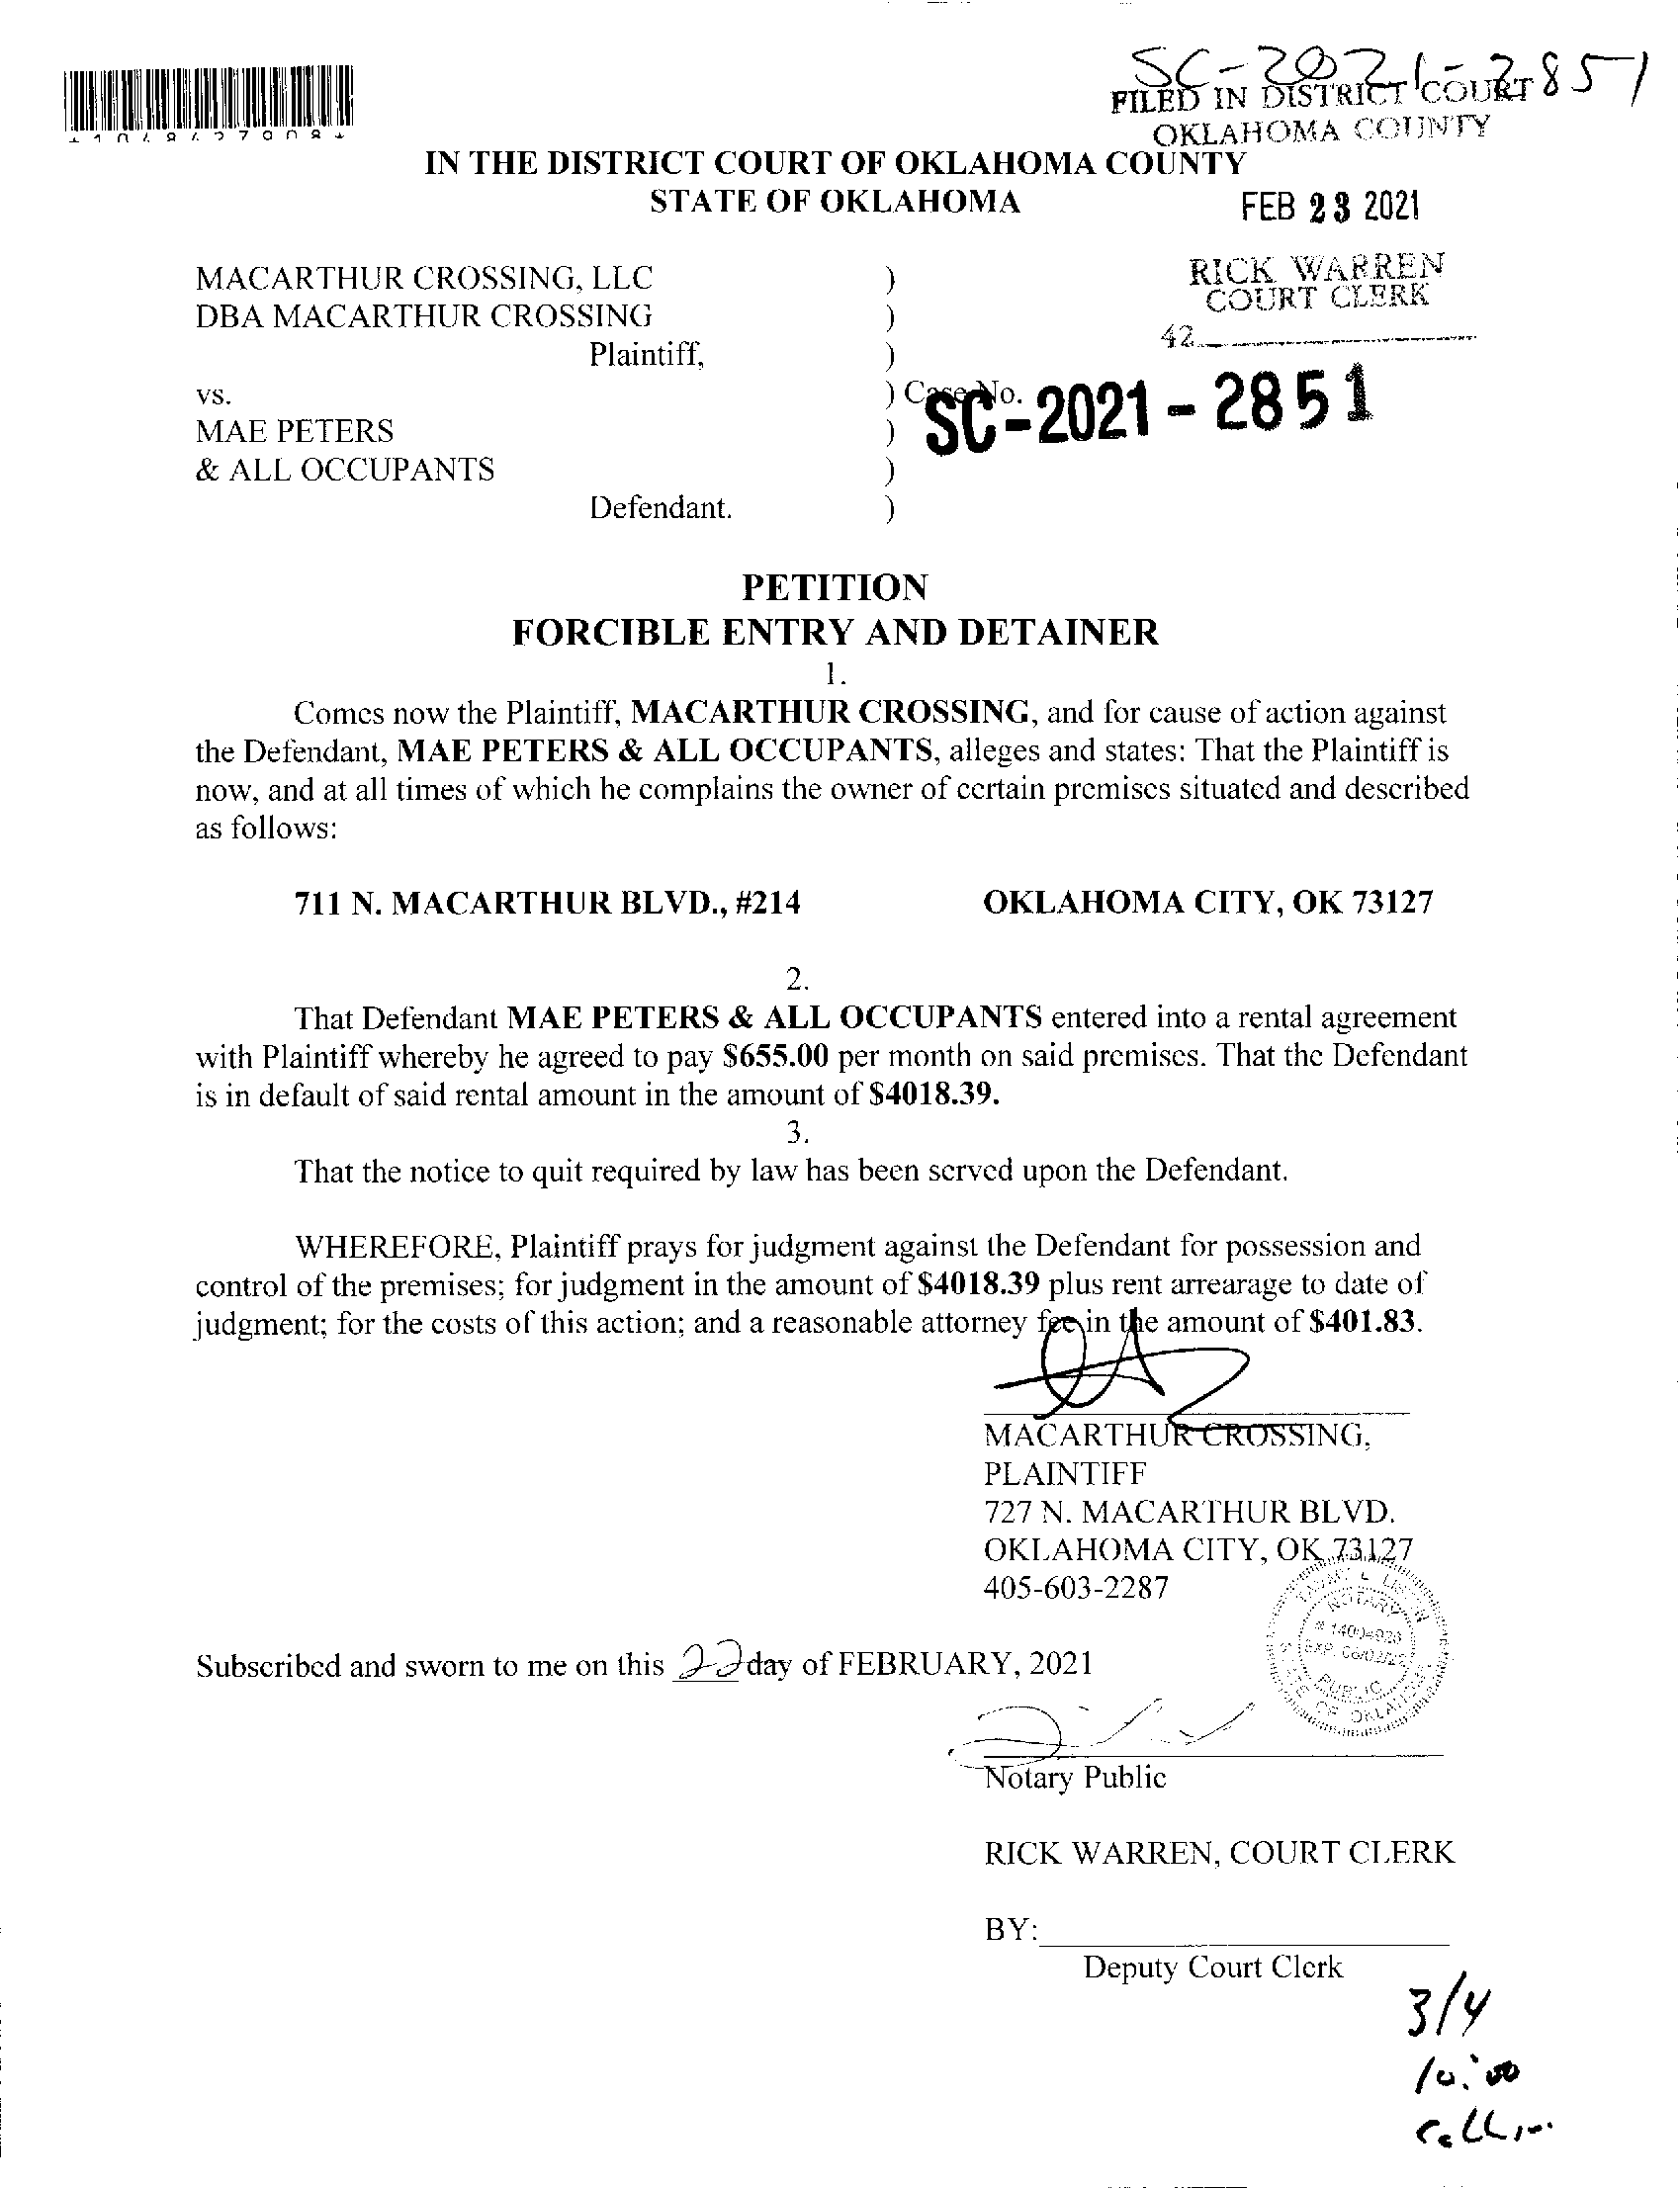 SC-2021-2851
FILED IN DISTRICT COURT
OKLAHOMA COUNTY
IN THE DISTRICT COURT OF OKLAHOMA COUNTY
STATE OF OKLAHOMA
FEB 23 2021
RICK WARREN
COURT CLERK
42
MACARTHUR CROSSING, LLC )
DBA MACARTHUR CROSSING )
Plaintiff, )
vs. ) Case No. SC-2021-2851
MAE PETERS )
& ALL OCCUPANTS )
Defendant. )
PETITION
FORCIBLE ENTRY AND DETAINER
1.
Comes now the Plaintiff, MACARTHUR CROSSING, and for cause of action against
the Defendant, MAE PETERS & ALL OCCUPANTS, alleges and states: That the Plaintiff is
now, and at all times of which he complains the owner of certain premises situated and described
as follows:
711 N. MACARTHUR BLVD., #214 OKLAHOMA CITY, OK 73127
2.
That Defendant MAE PETERS & ALL OCCUPANTS entered into a rental agreement
with Plaintiff whereby he agreed to pay $655.00 per month on said premises. That the Defendant
is in default of said rental amount in the amount of $4018.39.
3.
That the notice to quit required by law has been served upon the Defendant.
WHEREFORE, Plaintiff prays for judgment against the Defendant for possession and
control of the premises; for judgment in the amount of $4018.39 plus rent arrearage to date of
judgment; for the costs of this action; and a reasonable attorney fee in the amount of $401.83.
MACARTHUR CROSSING,
PLAINTIFF
727 N. MACARTHUR BLVD.
OKLAHOMA CITY, OK 73127
405-603-2287
NOTARY
PUBLIC
STATE OF OKLAHOMA
Subscribed and sworn to me on this 22 day of FEBRUARY, 2021
Notary Public
RICK WARREN, COURT CLERK
BY:
Deputy Court Clerk
3/4
10:00